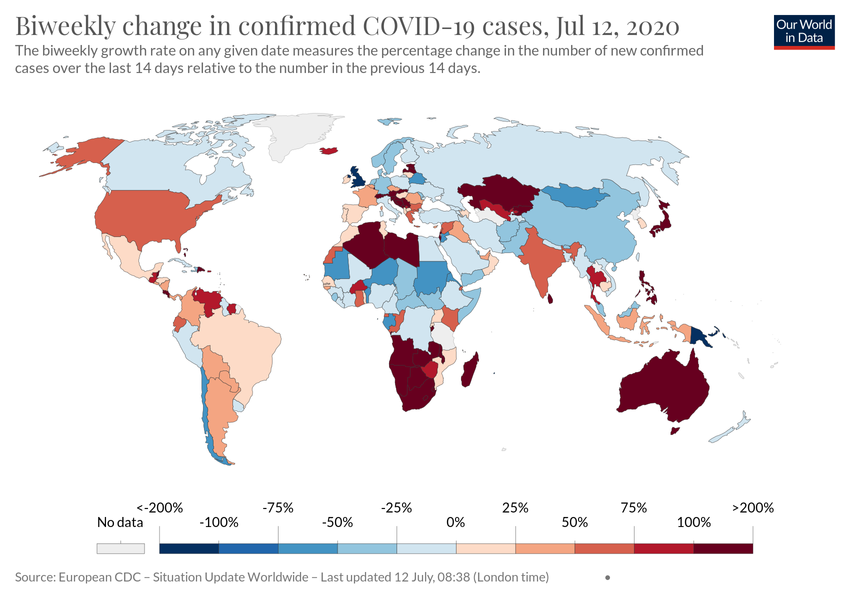 Biweekly change in confirmed COVID-19 cases, Jul 12, 2020
Our World
in Data
The biweekly growth rate on any given date measures the percentage change in the number of new confirmed
cases over the last 14 days relative to the number in the previous 14 days.
<-200% -75% -25% 25% 75% >200%
No data -100% -50% 0% 50% 100%
Source: European CDC – Situation Update Worldwide – Last updated 12 July, 08:38 (London time) •